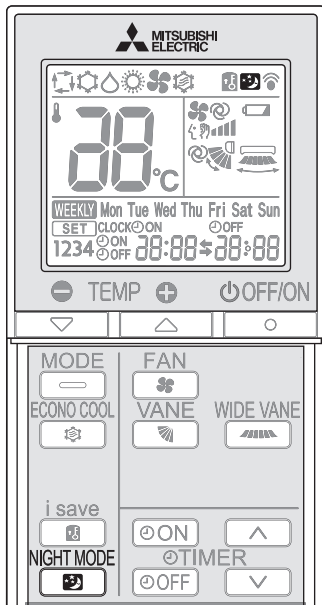 MITSUBISHI
ELECTRIC
88°C
WEEKLY Mon Tue Wed Thu Fri Sat Sun
SET CLOCK ON OFF
1234 ON OFF 88:88 88:88
TEMP OFF/ON
MODE FAN
ECONO COOL VANE WIDE VANE
i save
ON
NIGHT MODE TIMER
OFF